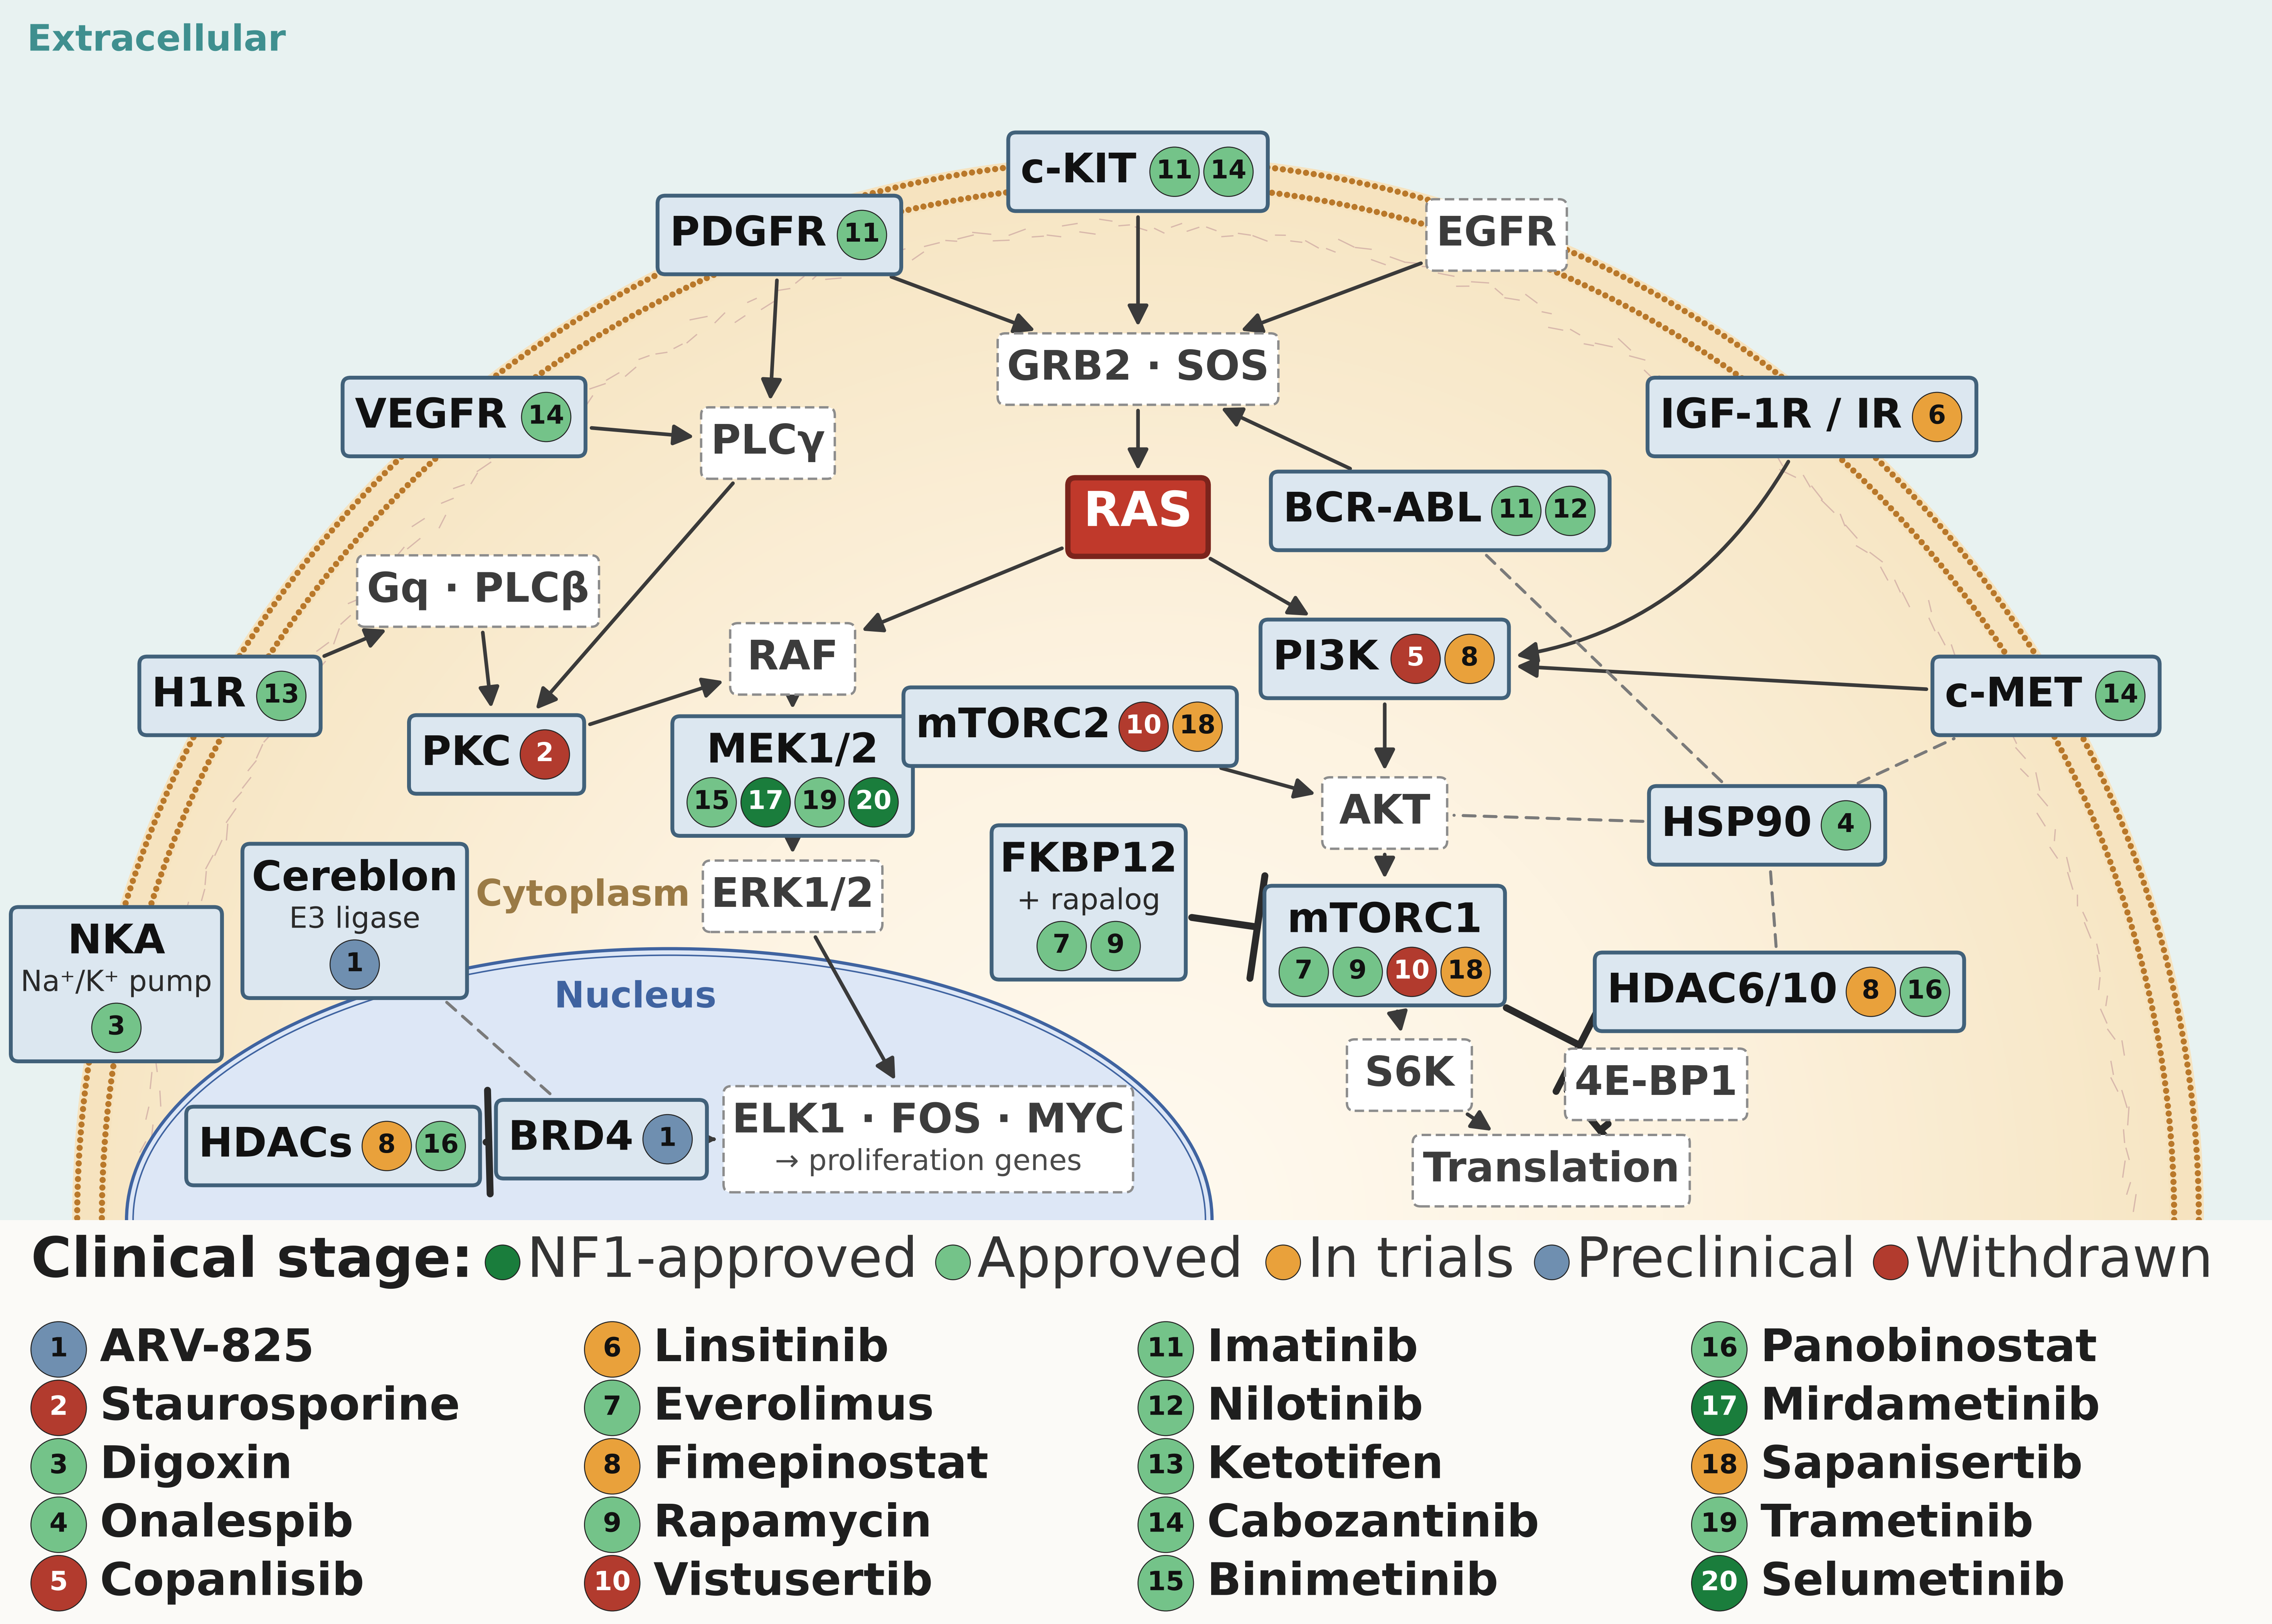 Extracellular
c-KIT 11 14
PDGFR 11
EGFR
GRB2 · SOS
VEGFR 14
PLCγ
IGF-1R / IR 6
RAS
BCR-ABL 11 12
Gq · PLCβ
RAF
PI3K 5 8
H1R 13
c-MET 14
PKC 2
mTORC2 10 18
MEK1/2
15 17 19 20
AKT
HSP90 4
Cereblon
E3 ligase
1
Cytoplasm
ERK1/2
FKBP12
+ rapalog
7 9
mTORC1
7 9 10 18
NKA
Na⁺/K⁺ pump
3
Nucleus
HDAC6/10 8 16
S6K
4E-BP1
HDACs 8 16
BRD4 1
ELK1 · FOS · MYC
→ proliferation genes
Translation
Clinical stage: NF1-approved Approved In trials Preclinical Withdrawn
1 ARV-825
2 Staurosporine
3 Digoxin
4 Onalespib
5 Copanlisib
6 Linsitinib
7 Everolimus
8 Fimepinostat
9 Rapamycin
10 Vistusertib
11 Imatinib
12 Nilotinib
13 Ketotifen
14 Cabozantinib
15 Binimetinib
16 Panobinostat
17 Mirdametinib
18 Sapanisertib
19 Trametinib
20 Selumetinib